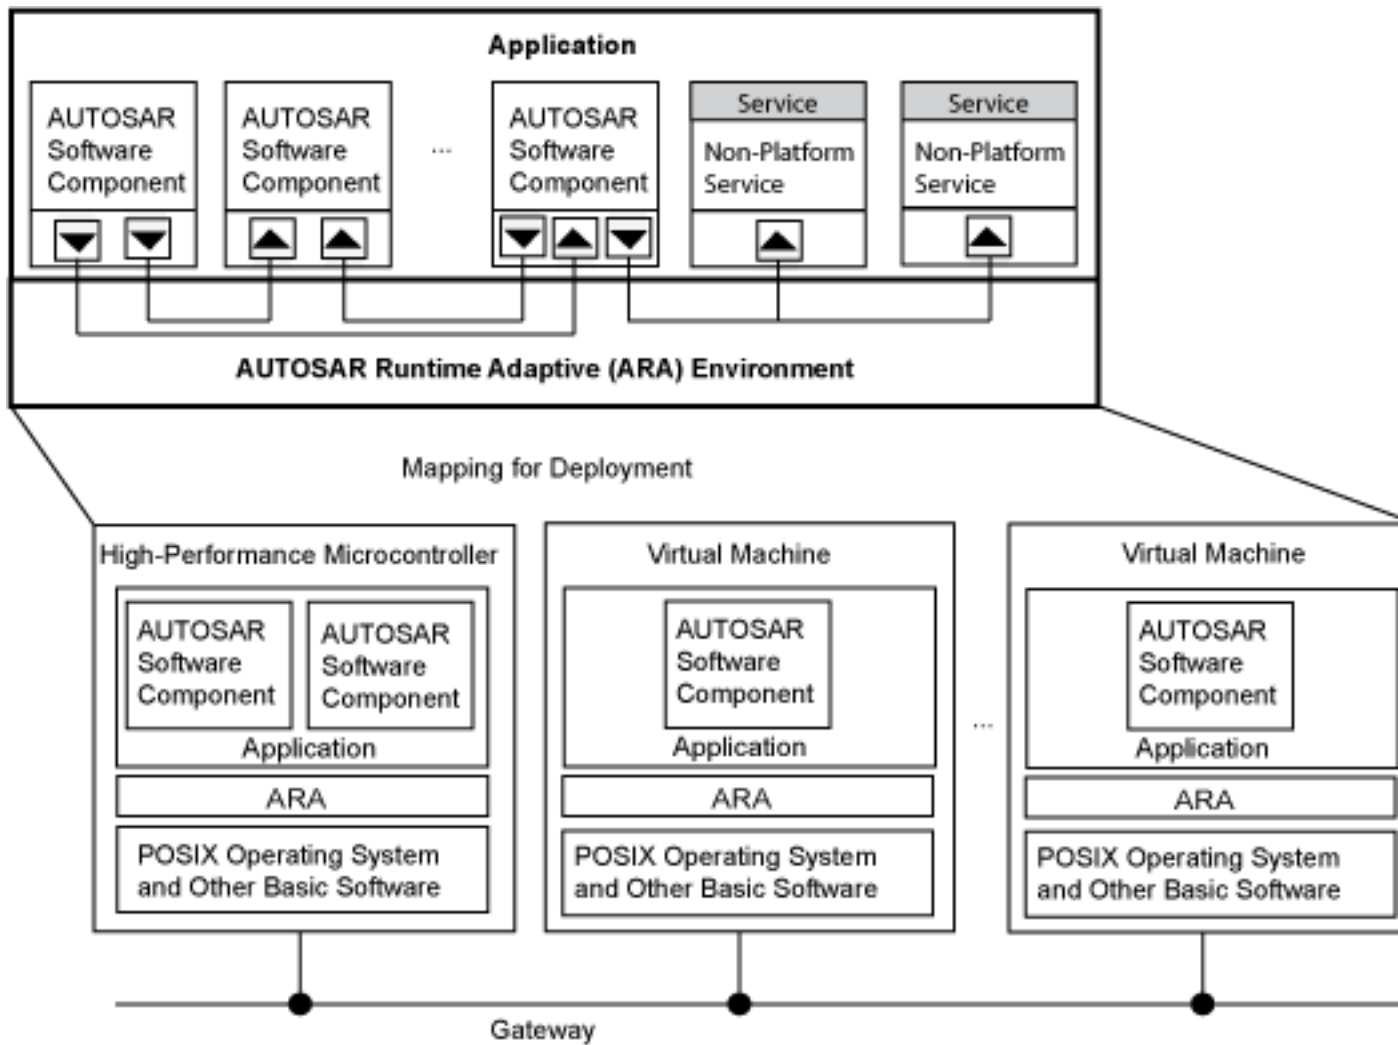 Application
AUTOSAR
Software
Component
AUTOSAR
Software
Component
...
AUTOSAR
Software
Component
Service
Non-Platform
Service
Service
Non-Platform
Service
AUTOSAR Runtime Adaptive (ARA) Environment
Mapping for Deployment
High-Performance Microcontroller
AUTOSAR
Software
Component
AUTOSAR
Software
Component
Application
ARA
POSIX Operating System
and Other Basic Software
Virtual Machine
AUTOSAR
Software
Component
Application
ARA
POSIX Operating System
and Other Basic Software
...
Virtual Machine
AUTOSAR
Software
Component
Application
ARA
POSIX Operating System
and Other Basic Software
Gateway